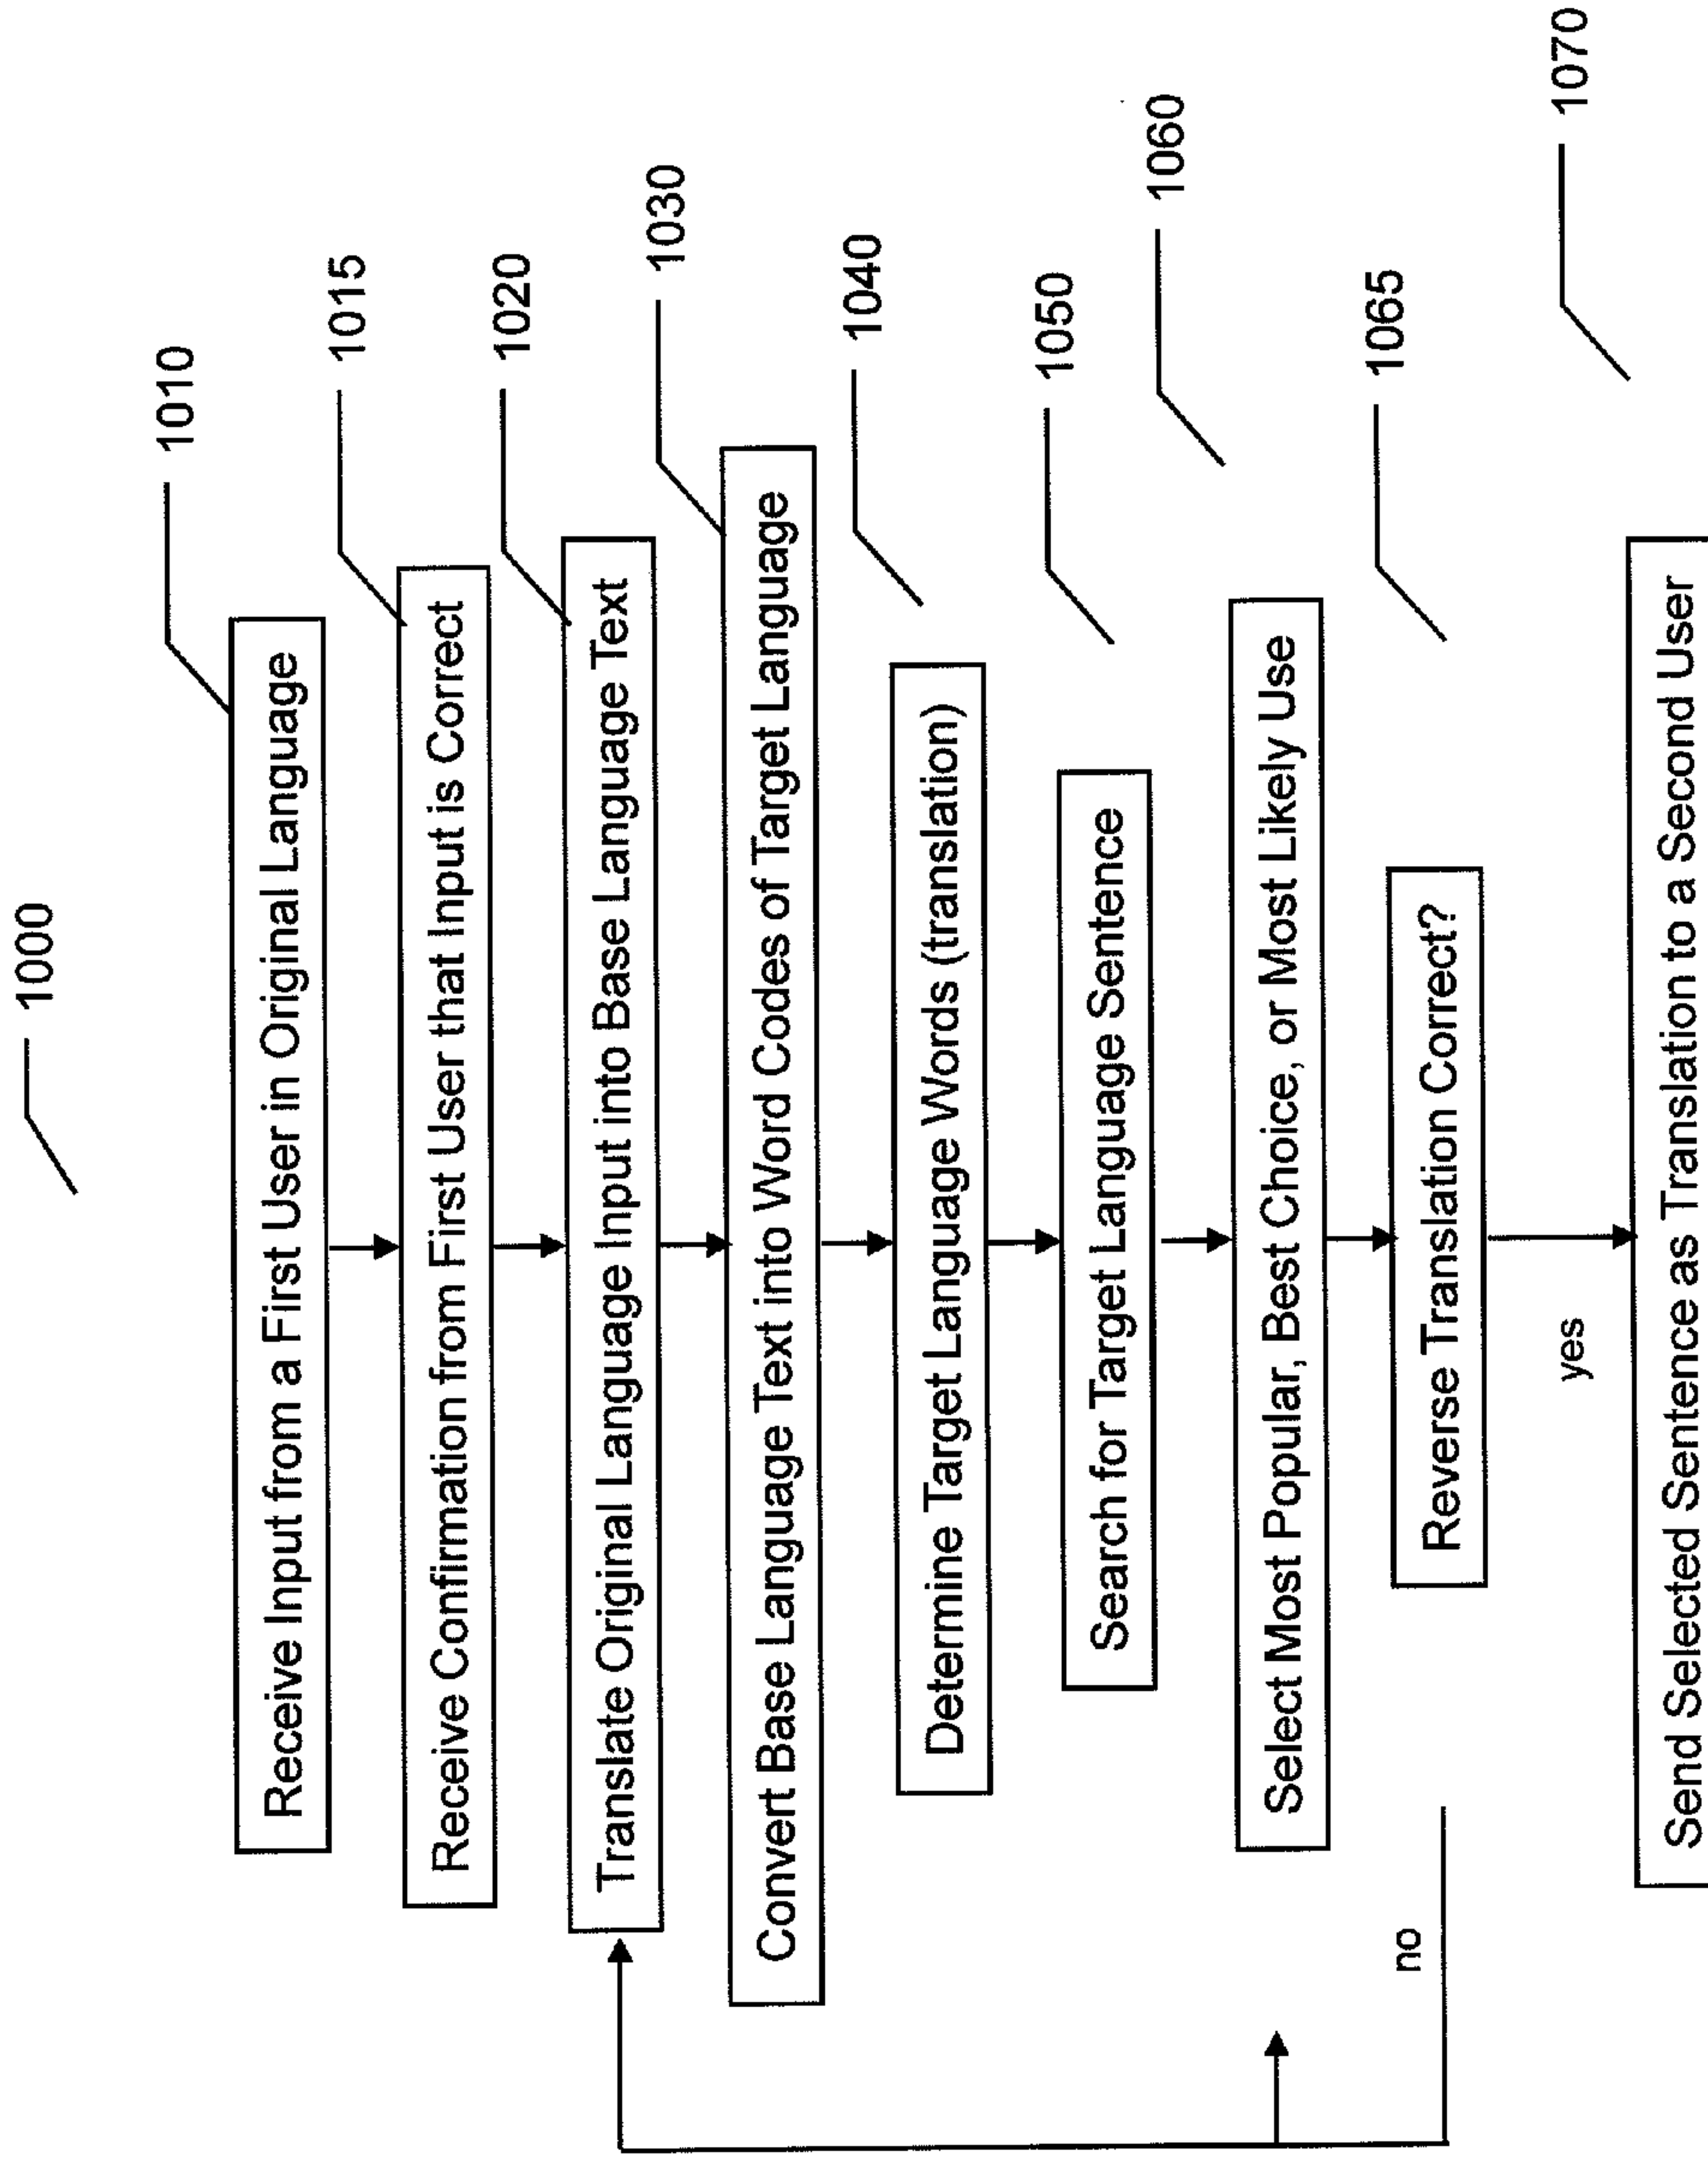 1000
1010
Receive Input from a First User in Original Language
1015
Receive Confirmation from First User that Input is Correct
1020
Translate Original Language Input into Base Language Text
1030
Convert Base Language Text into Word Codes of Target Language
1040
Determine Target Language Words (translation)
1050
Search for Target Language Sentence
1060
Select Most Popular, Best Choice, or Most Likely Use
1065
Reverse Translation Correct?
no
yes
1070
Send Selected Sentence as Translation to a Second User